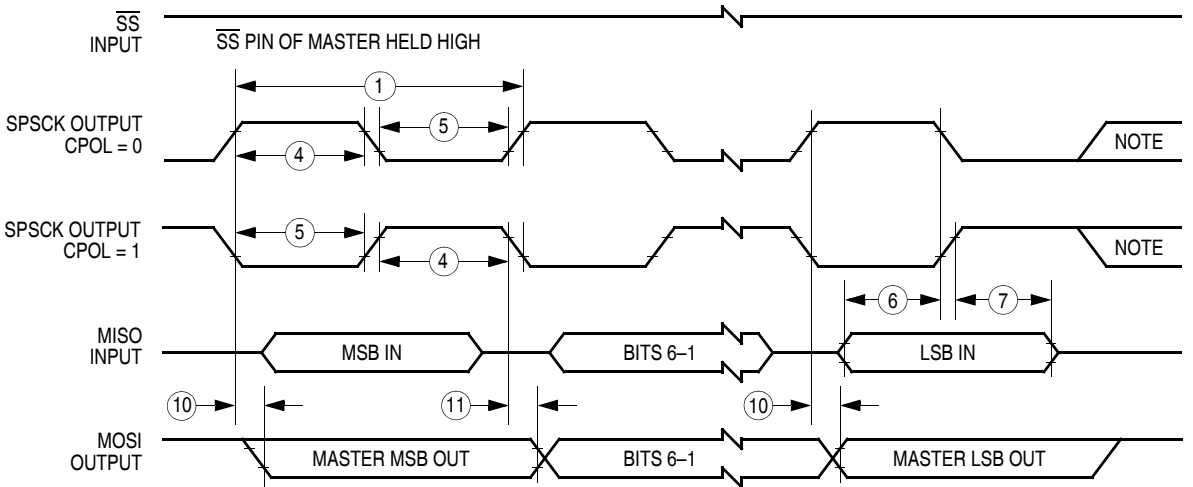 SS
INPUT
SS PIN OF MASTER HELD HIGH
1
SPSCK OUTPUT
CPOL = 0
5
4
NOTE
SPSCK OUTPUT
CPOL = 1
5
4
NOTE
6
7
MISO
INPUT
MSB IN
BITS 6–1
LSB IN
10
11
10
MOSI
OUTPUT
MASTER MSB OUT
BITS 6–1
MASTER LSB OUT